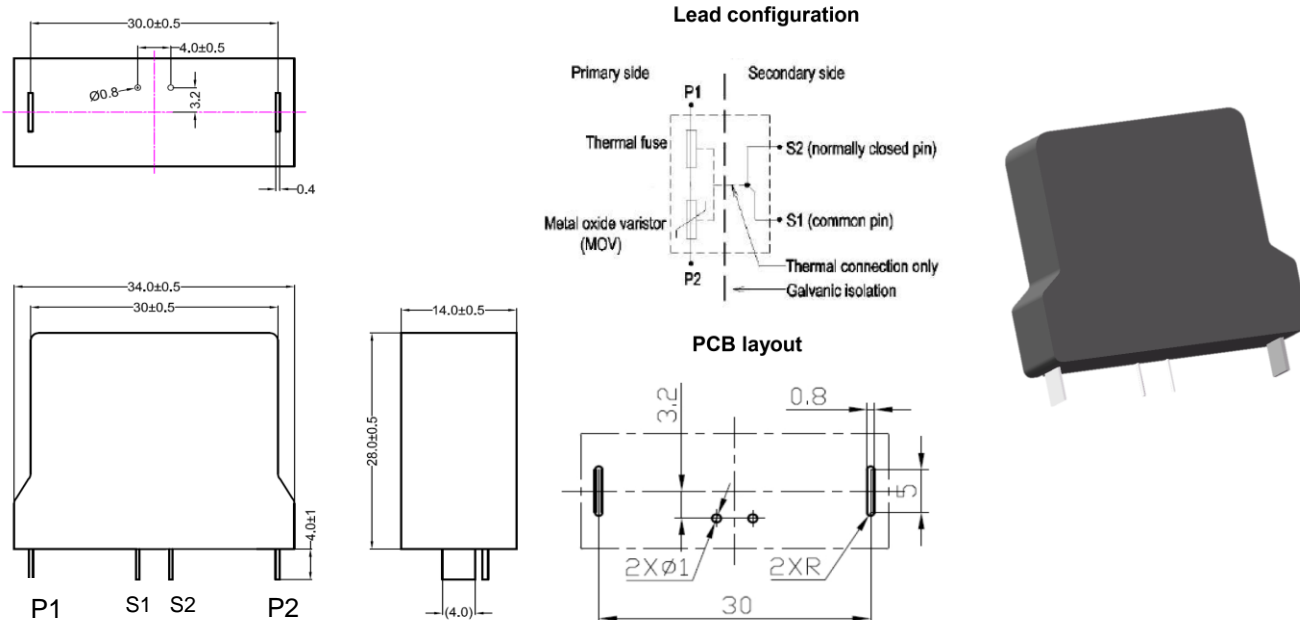 30.0±0.5
4.0±0.5
Ø0.8
3.2
0.4
34.0±0.5
30±0.5
4.0±1
P1
S1
S2
P2
14.0±0.5
28.0±0.5
(4.0)
Lead configuration
Primary side
Secondary side
P1
Thermal fuse
S2 (normally closed pin)
Metal oxide varistor
(MOV)
S1 (common pin)
P2
Thermal connection only
Galvanic isolation
PCB layout
3,2
0.8
5
2XØ1
2XR
30